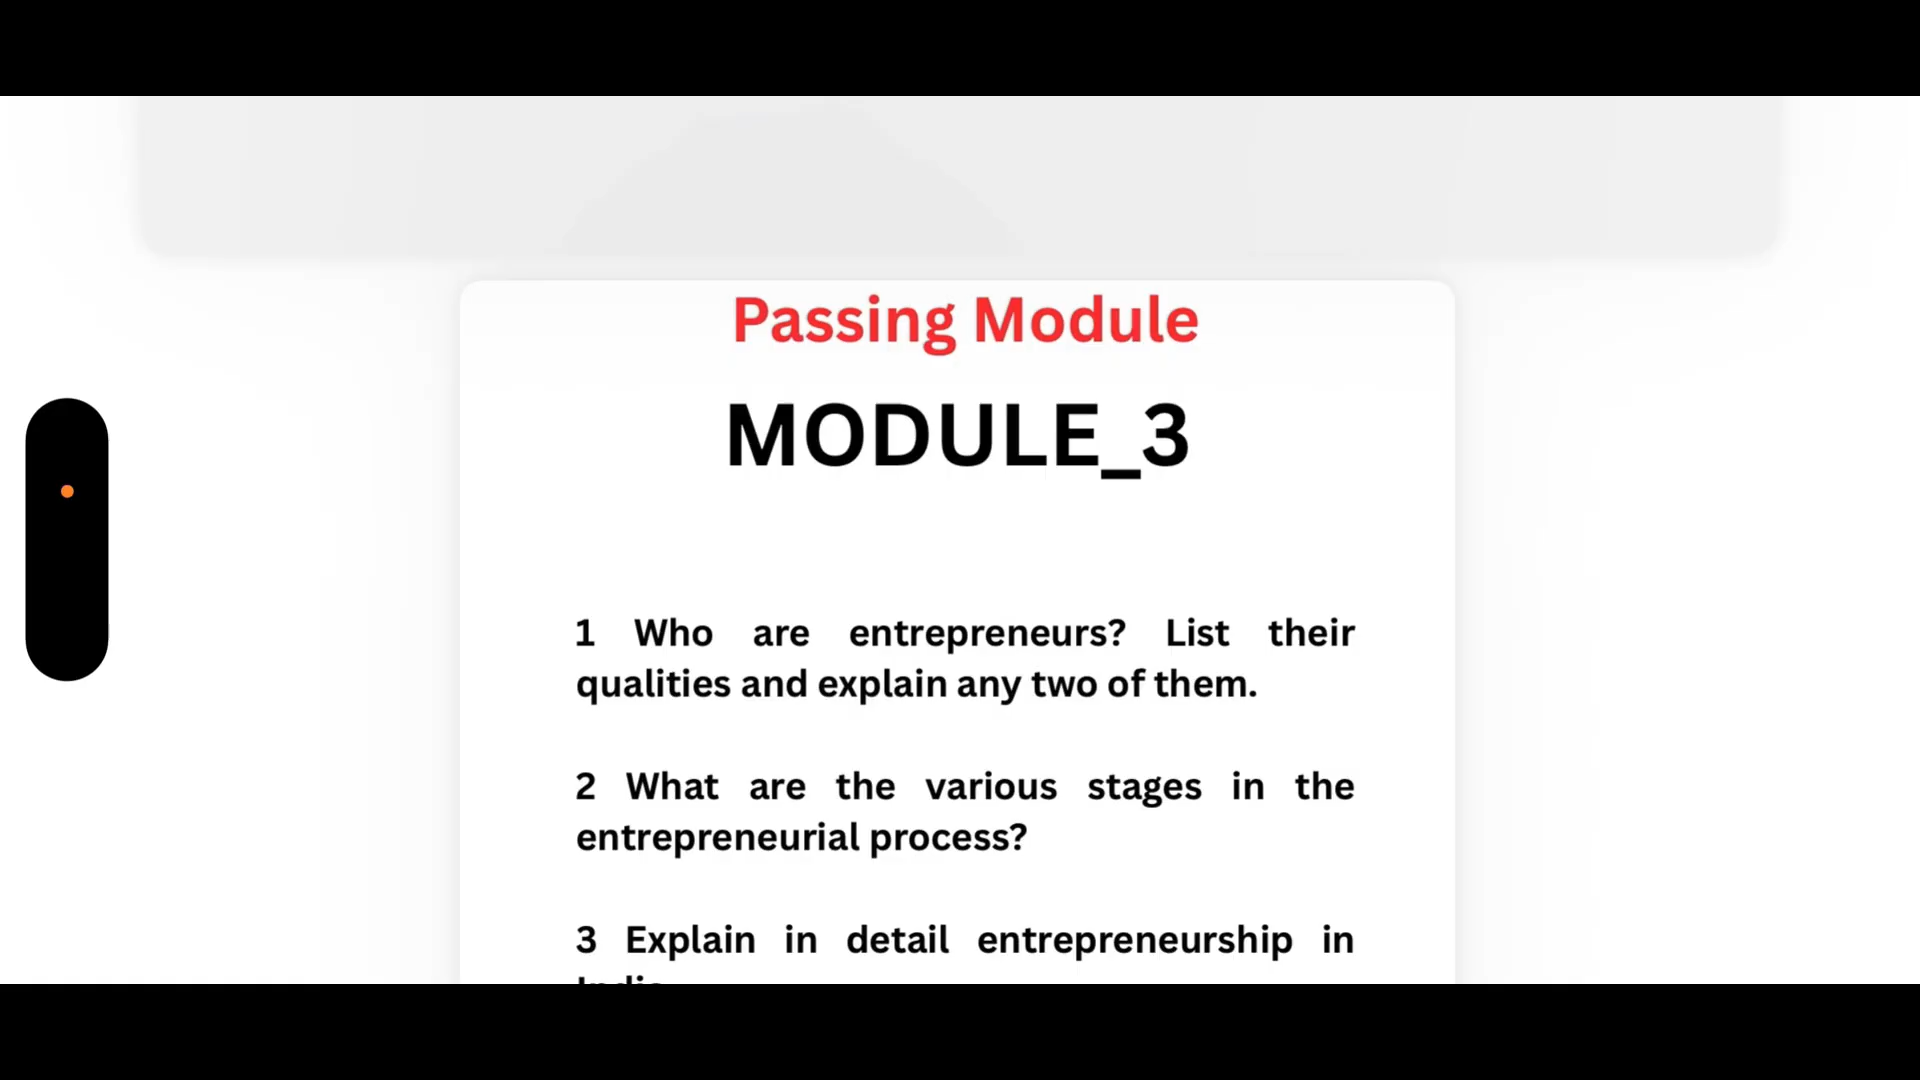 Passing Module
MODULE_3
1 Who are entrepreneurs? List their
qualities and explain any two of them.
2 What are the various stages in the
entrepreneurial process?
3 Explain in detail entrepreneurship in